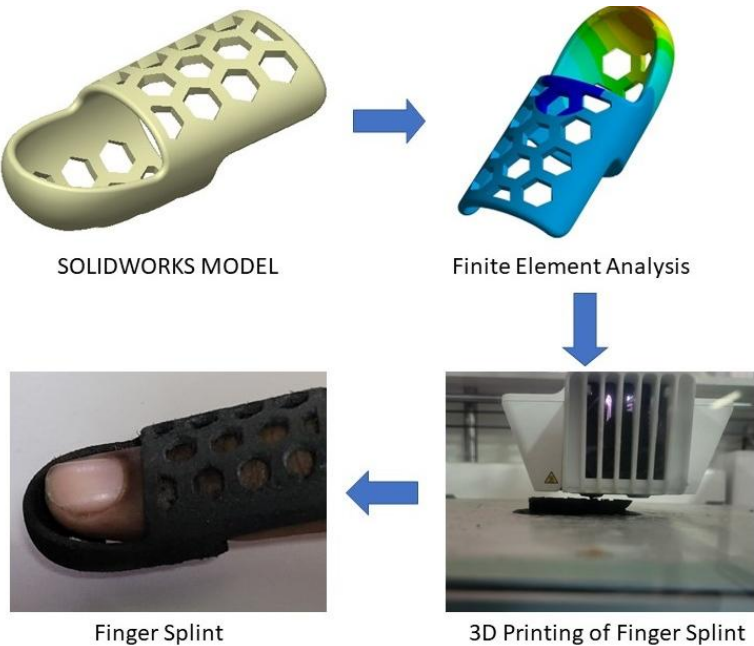 SOLIDWORKS MODEL
Finite Element Analysis
Finger Splint
3D Printing of Finger Splint